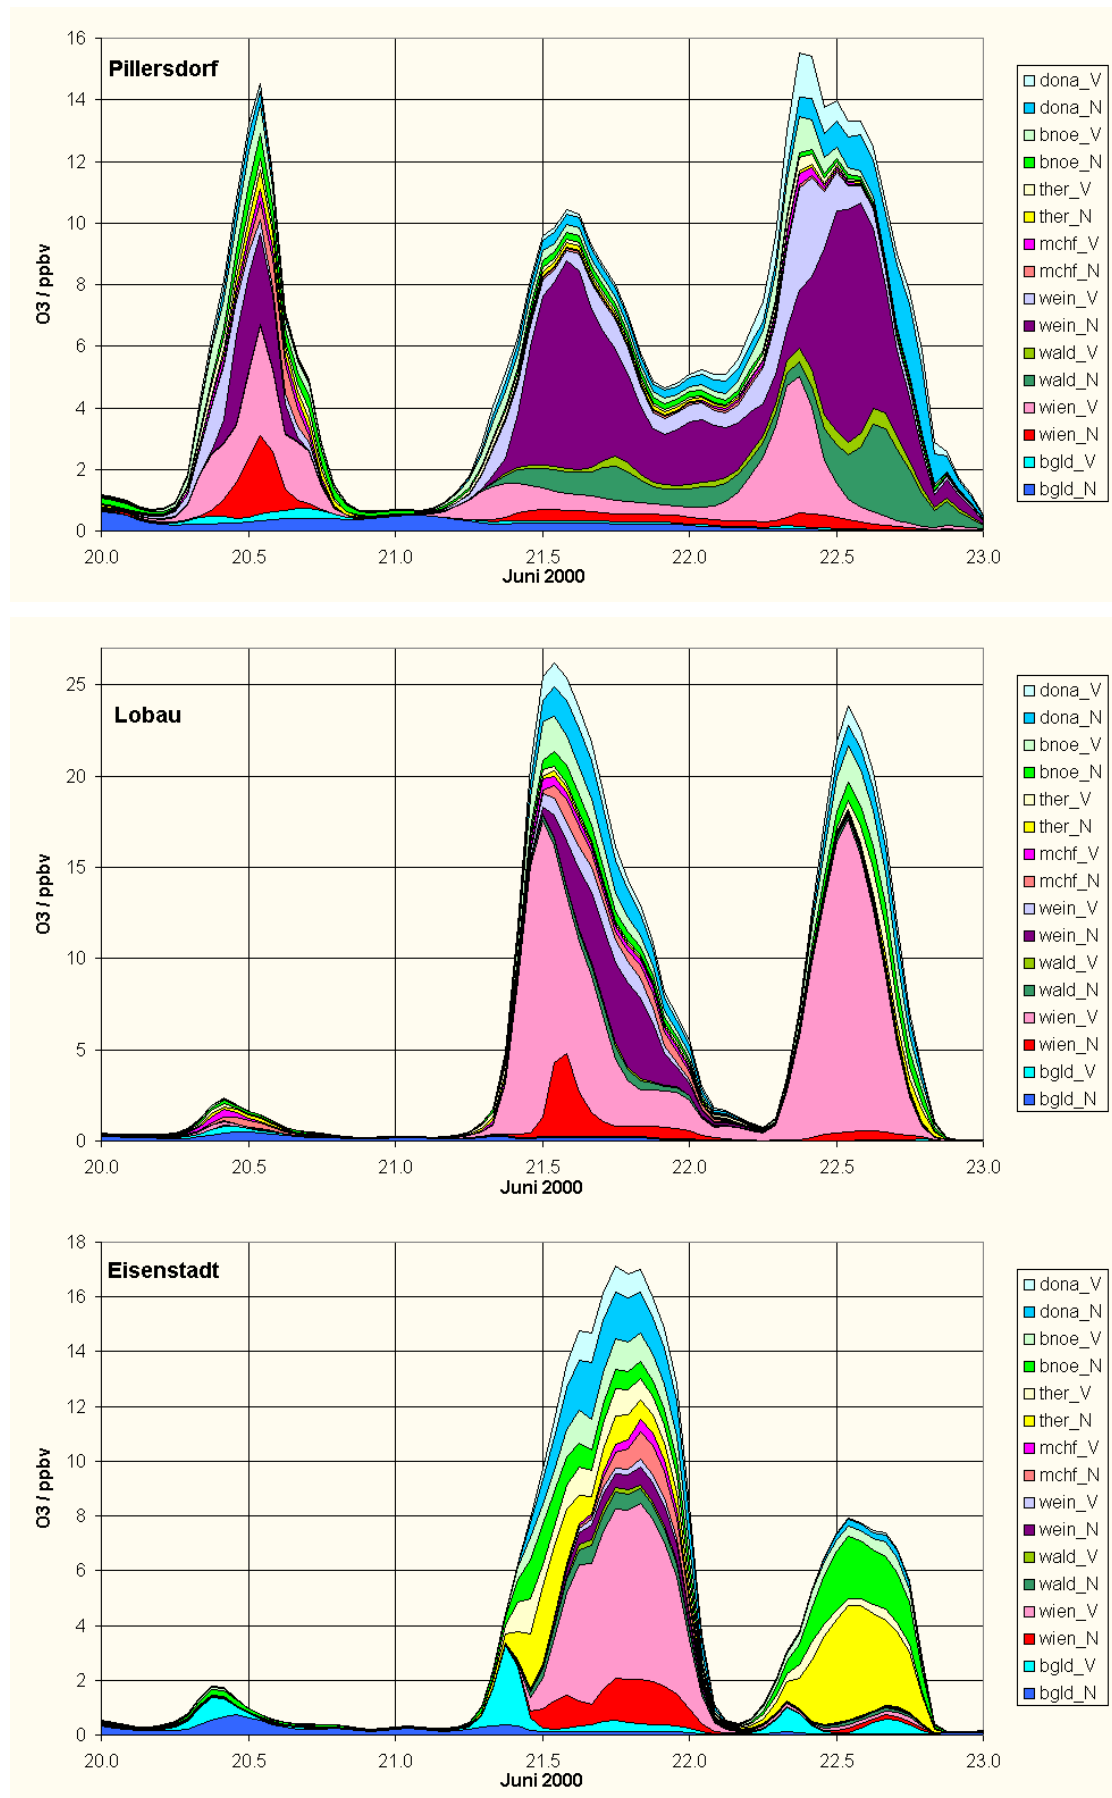 Pillersdorf
O3 / ppbv
16
14
12
10
8
6
4
2
0
20.0 20.5 21.0 21.5 22.0 22.5 23.0
Juni 2000
dona_V
dona_N
bnoe_V
bnoe_N
ther_V
ther_N
mchf_V
mchf_N
wein_V
wein_N
wald_V
wald_N
wien_V
wien_N
bgld_V
bgld_N
Lobau
O3 / ppbv
25
20
15
10
5
0
20.0 20.5 21.0 21.5 22.0 22.5 23.0
Juni 2000
dona_V
dona_N
bnoe_V
bnoe_N
ther_V
ther_N
mchf_V
mchf_N
wein_V
wein_N
wald_V
wald_N
wien_V
wien_N
bgld_V
bgld_N
Eisenstadt
O3 / ppbv
18
16
14
12
10
8
6
4
2
0
20.0 20.5 21.0 21.5 22.0 22.5 23.0
Juni 2000
dona_V
dona_N
bnoe_V
bnoe_N
ther_V
ther_N
mchf_V
mchf_N
wein_V
wein_N
wald_V
wald_N
wien_V
wien_N
bgld_V
bgld_N